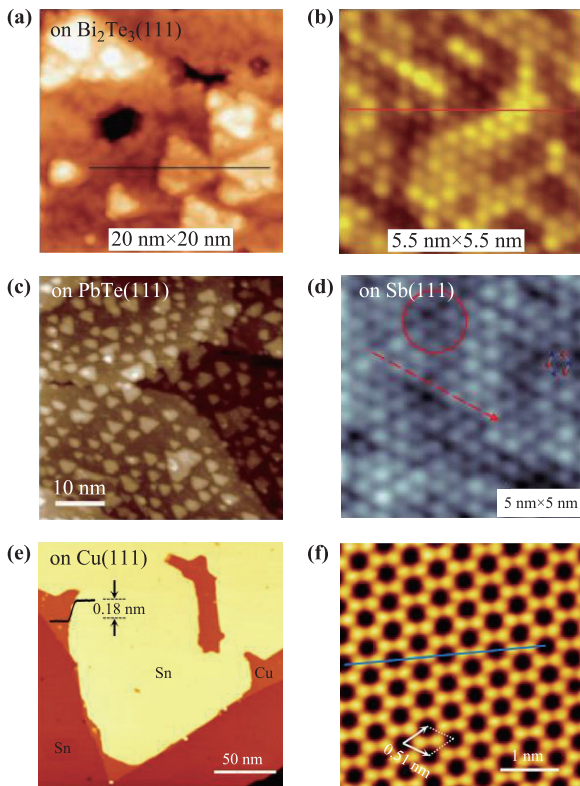 (a)
on Bi₂Te₃(111)
20 nm×20 nm
(b)
5.5 nm×5.5 nm
(c)
on PbTe(111)
10 nm
(d)
on Sb(111)
5 nm×5 nm
(e)
on Cu(111)
0.18 nm
Sn
Cu
Sn
50 nm
(f)
0.51 nm
1 nm